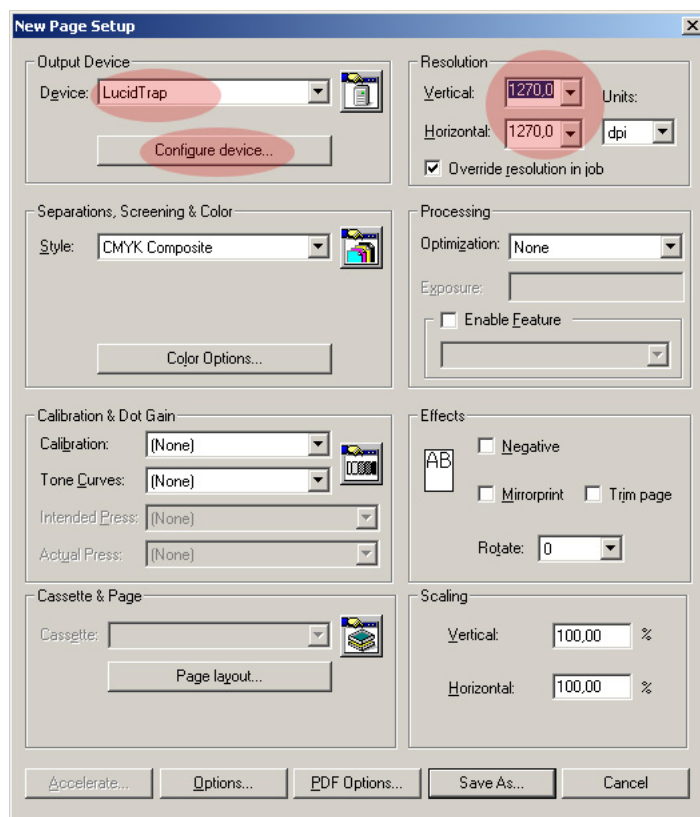 New Page Setup
Output Device
Device: LucidTrap
Configure device...
Resolution
Vertical: 1270,0 Units:
Horizontal: 1270,0 dpi
Override resolution in job
Separations, Screening & Color
Style: CMYK Composite
Color Options...
Processing
Optimization: None
Exposure:
Enable Feature
Calibration & Dot Gain
Calibration: (None)
Tone Curves: (None)
Intended Press: (None)
Actual Press: (None)
Effects
AB
Negative
Mirrorprint Trim page
Rotate: 0
Cassette & Page
Cassette:
Page layout...
Scaling
Vertical: 100,00 %
Horizontal: 100,00 %
Accelerate... Options... PDF Options... Save As... Cancel